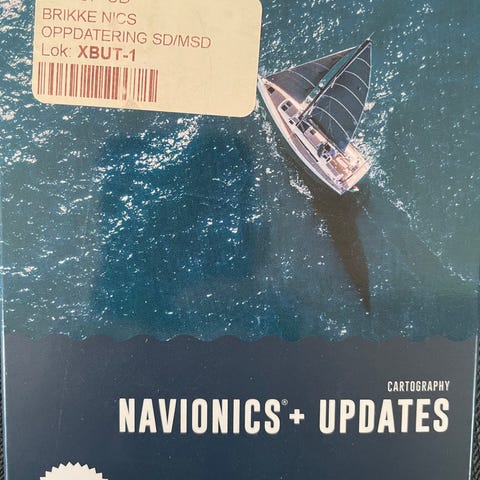 BRIKKE NICS
OPPDATERING SD/MSD
Lok: XBUT-1
CARTOGRAPHY
NAVIONICS®+ UPDATES